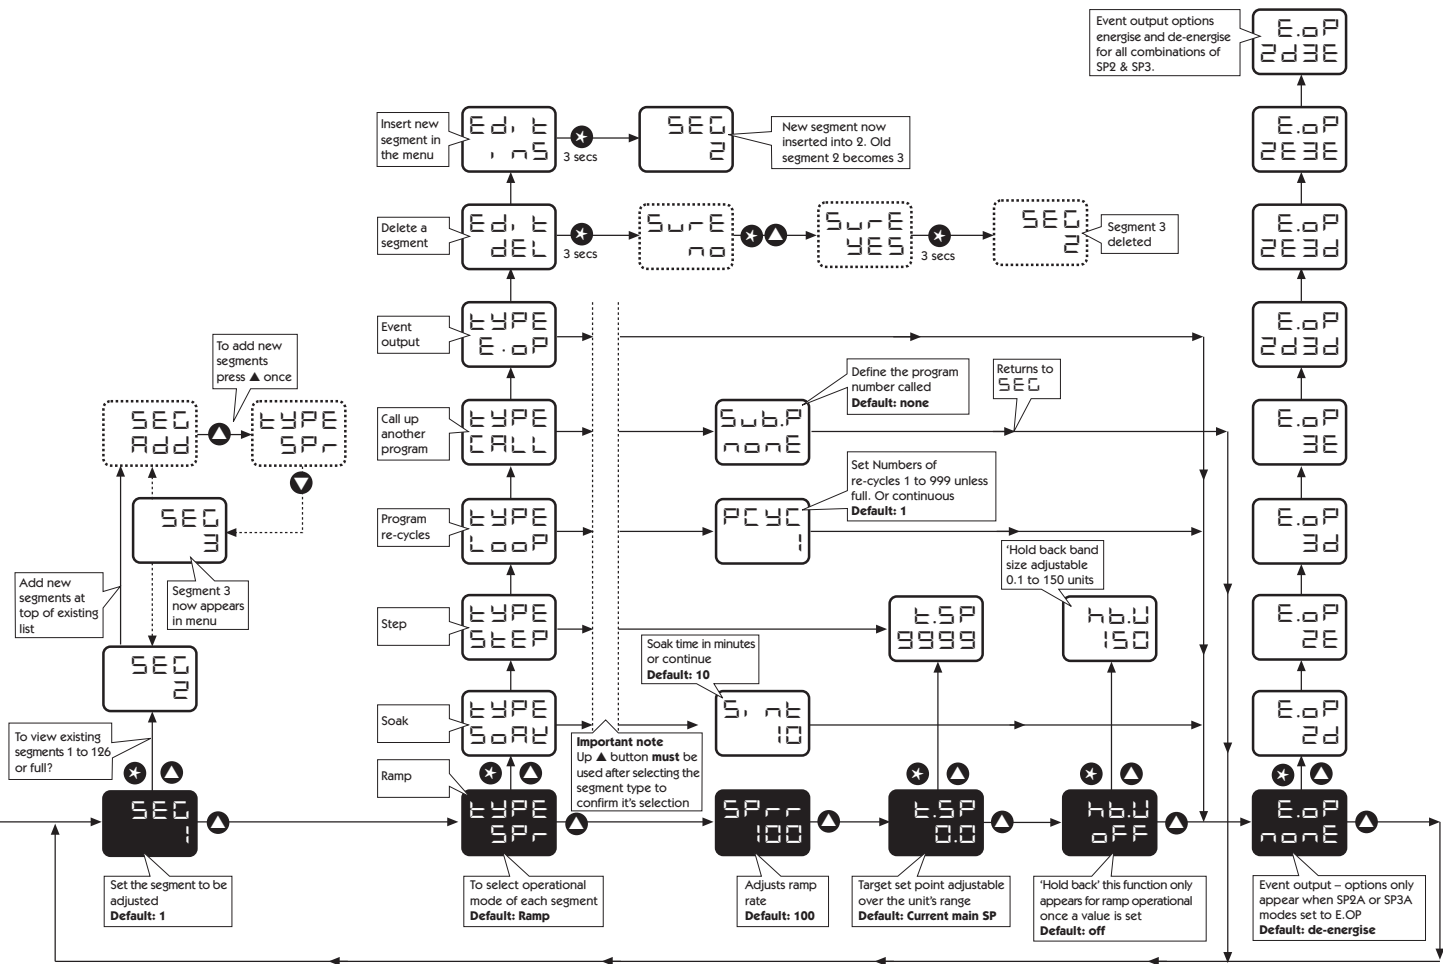 Event output options
energise and de-energise
for all combinations of
SP2 & SP3.
E.oP
2d3E
Insert new
segment in
the menu
Edit
inS
3 secs
SEG
2
New segment now
inserted into 2. Old
segment 2 becomes 3
E.oP
2E3E
Delete a
segment
Edit
dEL
3 secs
SurE
no
SurE
YES
3 secs
SEG
2
Segment 3
deleted
E.oP
2E3d
Event
output
tYPE
E.oP
E.oP
2d3d
To add new
segments
press ▲ once
SEG
Add
tYPE
SPr
Call up
another
program
tYPE
CALL
Sub.P
nonE
Define the program
number called
Default: none
Returns to
SEG
E.oP
3E
SEG
3
Segment 3
now appears
in menu
Program
re-cycles
tYPE
LooP
PCYC
1
Set Numbers of
re-cycles 1 to 999 unless
full. Or continuous
Default: 1
E.oP
3d
Add new
segments at
top of existing
list
SEG
2
Step
tYPE
StEP
t.SP
9999
'Hold back band
size adjustable
0.1 to 150 units
hb.U
150
E.oP
2E
To view existing
segments 1 to 126
or full?
Soak
tYPE
SoAK
Soak time in minutes
or continue
Default: 10
Sint
10
E.oP
2d
Important note
Up ▲ button must be
used after selecting the
segment type to
confirm it's selection
Ramp
SEG
1
tYPE
SPr
SPrr
100
t.SP
0.0
hb.U
oFF
E.oP
nonE
Set the segment to be
adjusted
Default: 1
To select operational
mode of each segment
Default: Ramp
Adjusts ramp
rate
Default: 100
Target set point adjustable
over the unit's range
Default: Current main SP
'Hold back' this function only
appears for ramp operational
once a value is set
Default: off
Event output – options only
appear when SP2A or SP3A
modes set to E.OP
Default: de-energise